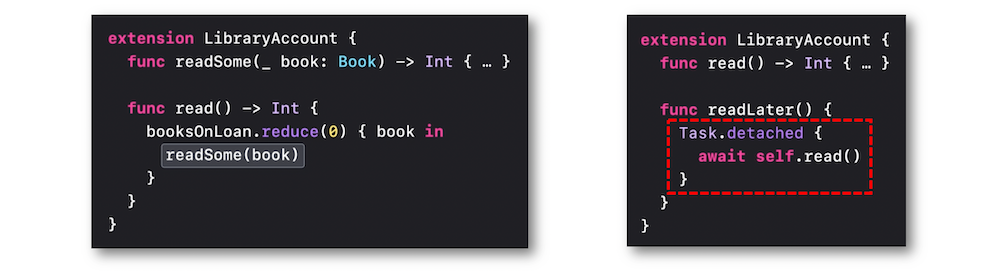 extension LibraryAccount {
func readSome(_ book: Book) -> Int { … }
func read() -> Int {
booksOnLoan.reduce(0) { book in
readSome(book)
}
}
}
extension LibraryAccount {
func read() -> Int { … }
func readLater() {
Task.detached {
await self.read()
}
}
}